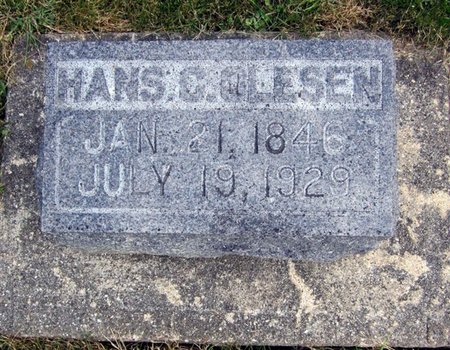 HANS C. OLESEN
JAN. 21, 1846
JULY 19, 1929